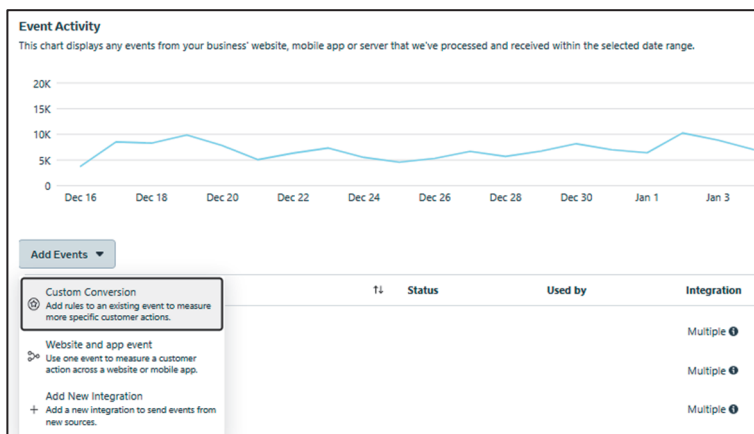 Event Activity
This chart displays any events from your business' website, mobile app or server that we've processed and received within the selected date range.
20K
15K
10K
5K
0
Dec 16 Dec 18 Dec 20 Dec 22 Dec 24 Dec 26 Dec 28 Dec 30 Jan 1 Jan 3
Add Events
Status Used by Integration
Custom Conversion
Add rules to an existing event to measure
more specific customer actions.
Multiple
Website and app event
Use one event to measure a customer
action across a website or mobile app.
Multiple
Add New Integration
Add a new integration to send events from
new sources.
Multiple